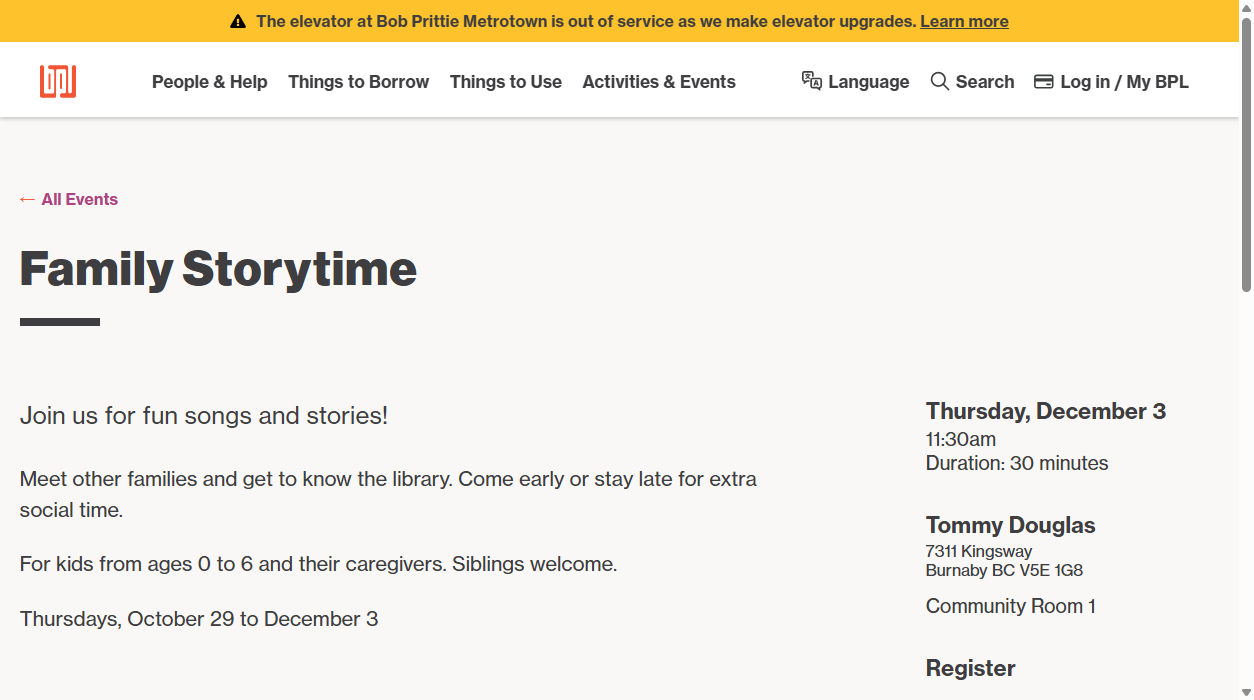 The elevator at Bob Prittie Metrotown is out of service as we make elevator upgrades. Learn more
People & Help Things to Borrow Things to Use Activities & Events Language Search Log in / My BPL
← All Events
Family Storytime
Join us for fun songs and stories!
Meet other families and get to know the library. Come early or stay late for extra
social time.
For kids from ages 0 to 6 and their caregivers. Siblings welcome.
Thursdays, October 29 to December 3
Thursday, December 3
11:30am
Duration: 30 minutes
Tommy Douglas
7311 Kingsway
Burnaby BC V5E 1G8
Community Room 1
Register